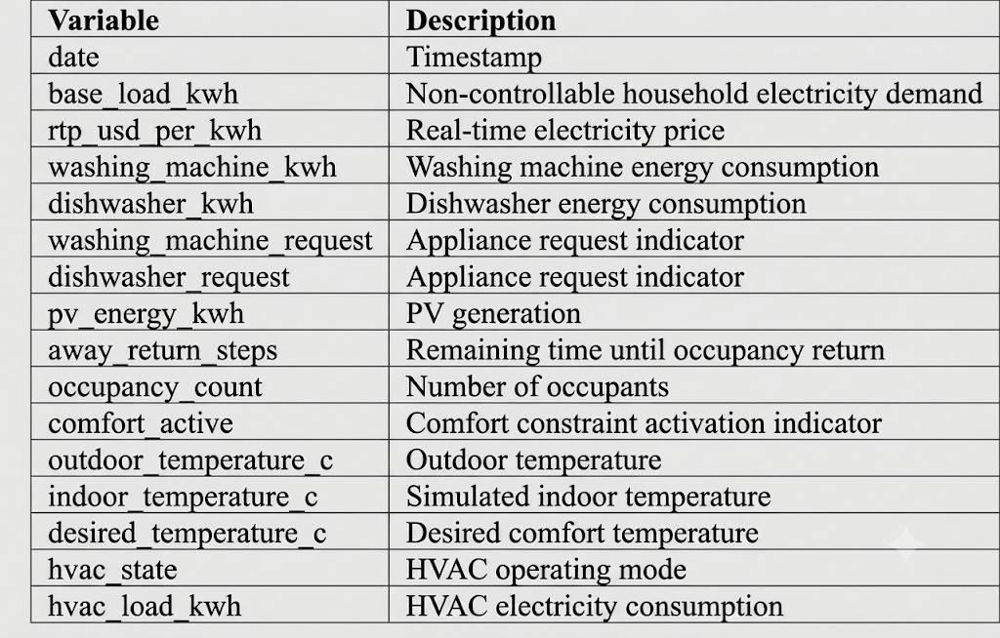 Variable Description
date Timestamp
base_load_kwh Non-controllable household electricity demand
rtp_usd_per_kwh Real-time electricity price
washing_machine_kwh Washing machine energy consumption
dishwasher_kwh Dishwasher energy consumption
washing_machine_request Appliance request indicator
dishwasher_request Appliance request indicator
pv_energy_kwh PV generation
away_return_steps Remaining time until occupancy return
occupancy_count Number of occupants
comfort_active Comfort constraint activation indicator
outdoor_temperature_c Outdoor temperature
indoor_temperature_c Simulated indoor temperature
desired_temperature_c Desired comfort temperature
hvac_state HVAC operating mode
hvac_load_kwh HVAC electricity consumption